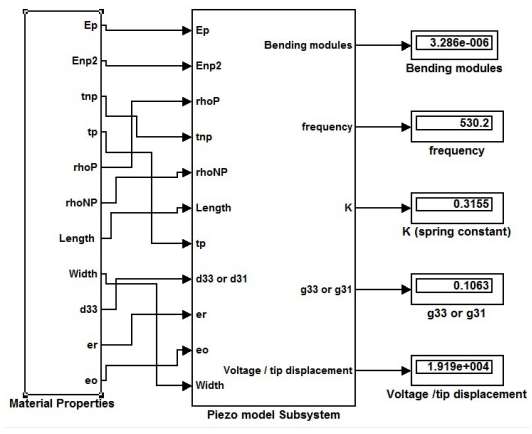 Ep
Enp2
tnp
tp
rhoP
rhoNP
Length
Width
d33
er
eo
Material Properties
Ep
Enp2
rhoP
tnp
rhoNP
Length
tp
d33 or d31
er
eo
Width
Bending modules
frequency
K
g33 or g31
Voltage / tip displacement
Piezo model Subsystem
3.286e-006
Bending modules
530.2
frequency
0.3155
K (spring constant)
0.1063
g33 or g31
1.919e+004
Voltage /tip displacement